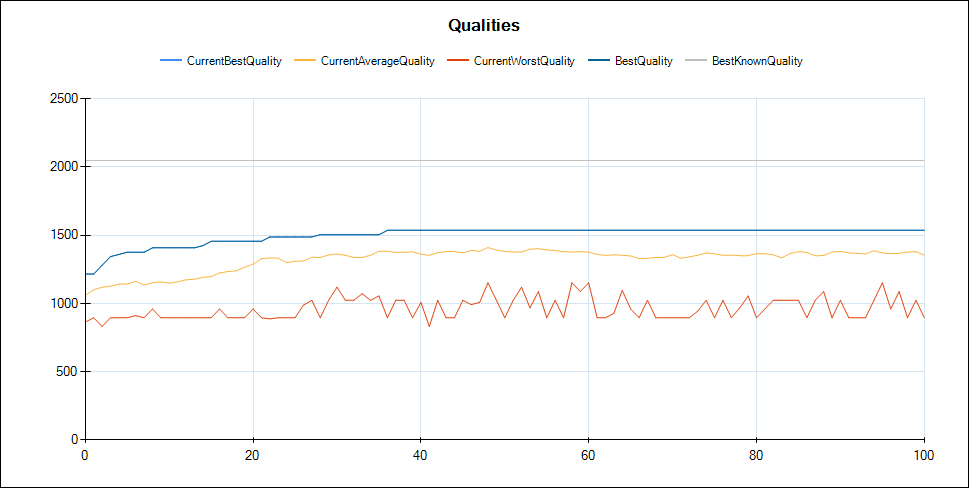 Qualities
CurrentBestQuality CurrentAverageQuality CurrentWorstQuality BestQuality BestKnownQuality
2500
2000
1500
1000
500
0
0 20 40 60 80 100